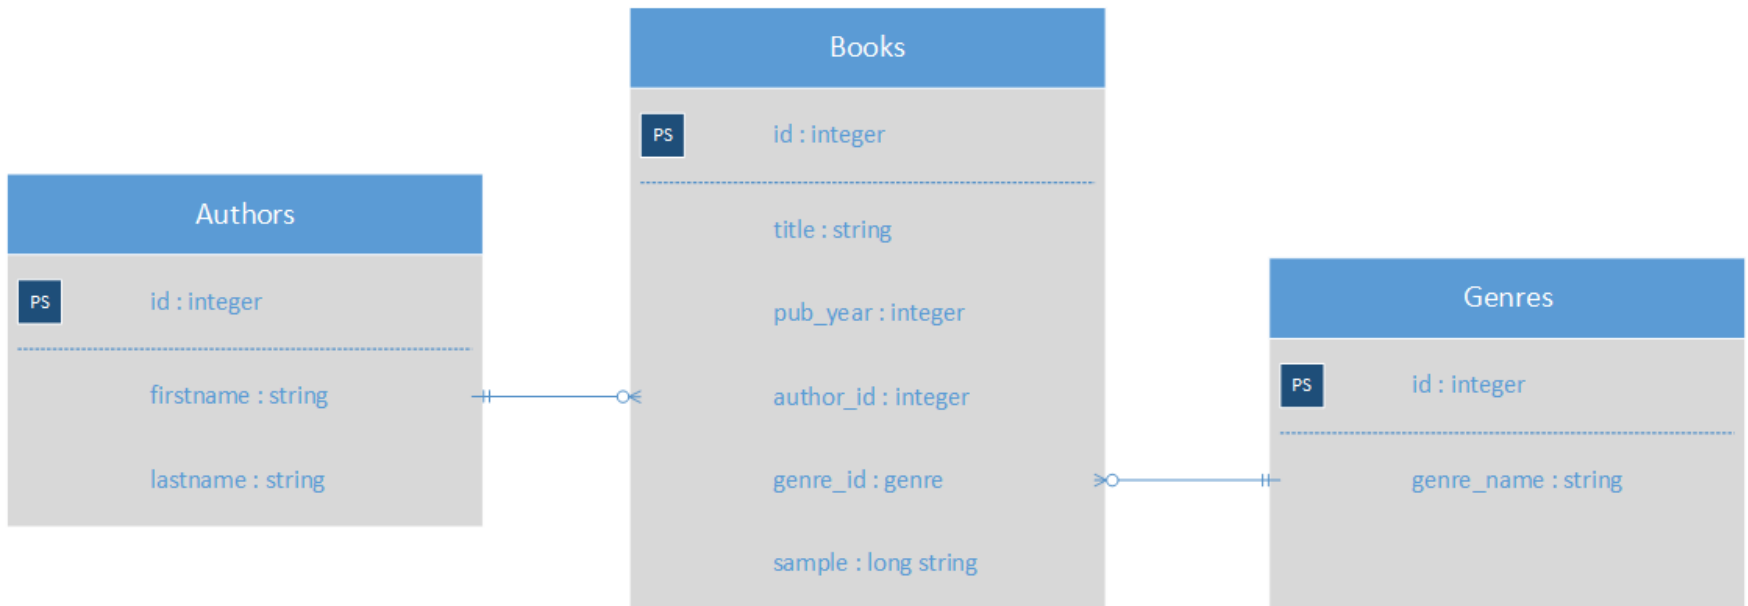 Authors
PS
id : integer
firstname : string
lastname : string
Books
PS
id : integer
title : string
pub_year : integer
author_id : integer
genre_id : genre
sample : long string
Genres
PS
id : integer
genre_name : string